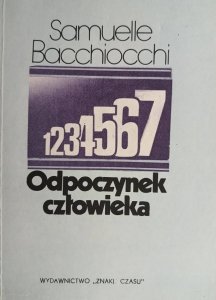 Samuelle
Bacchiocchi
1234567
Odpoczynek
człowieka
WYDAWNICTWO „ZNAKI CZASU”